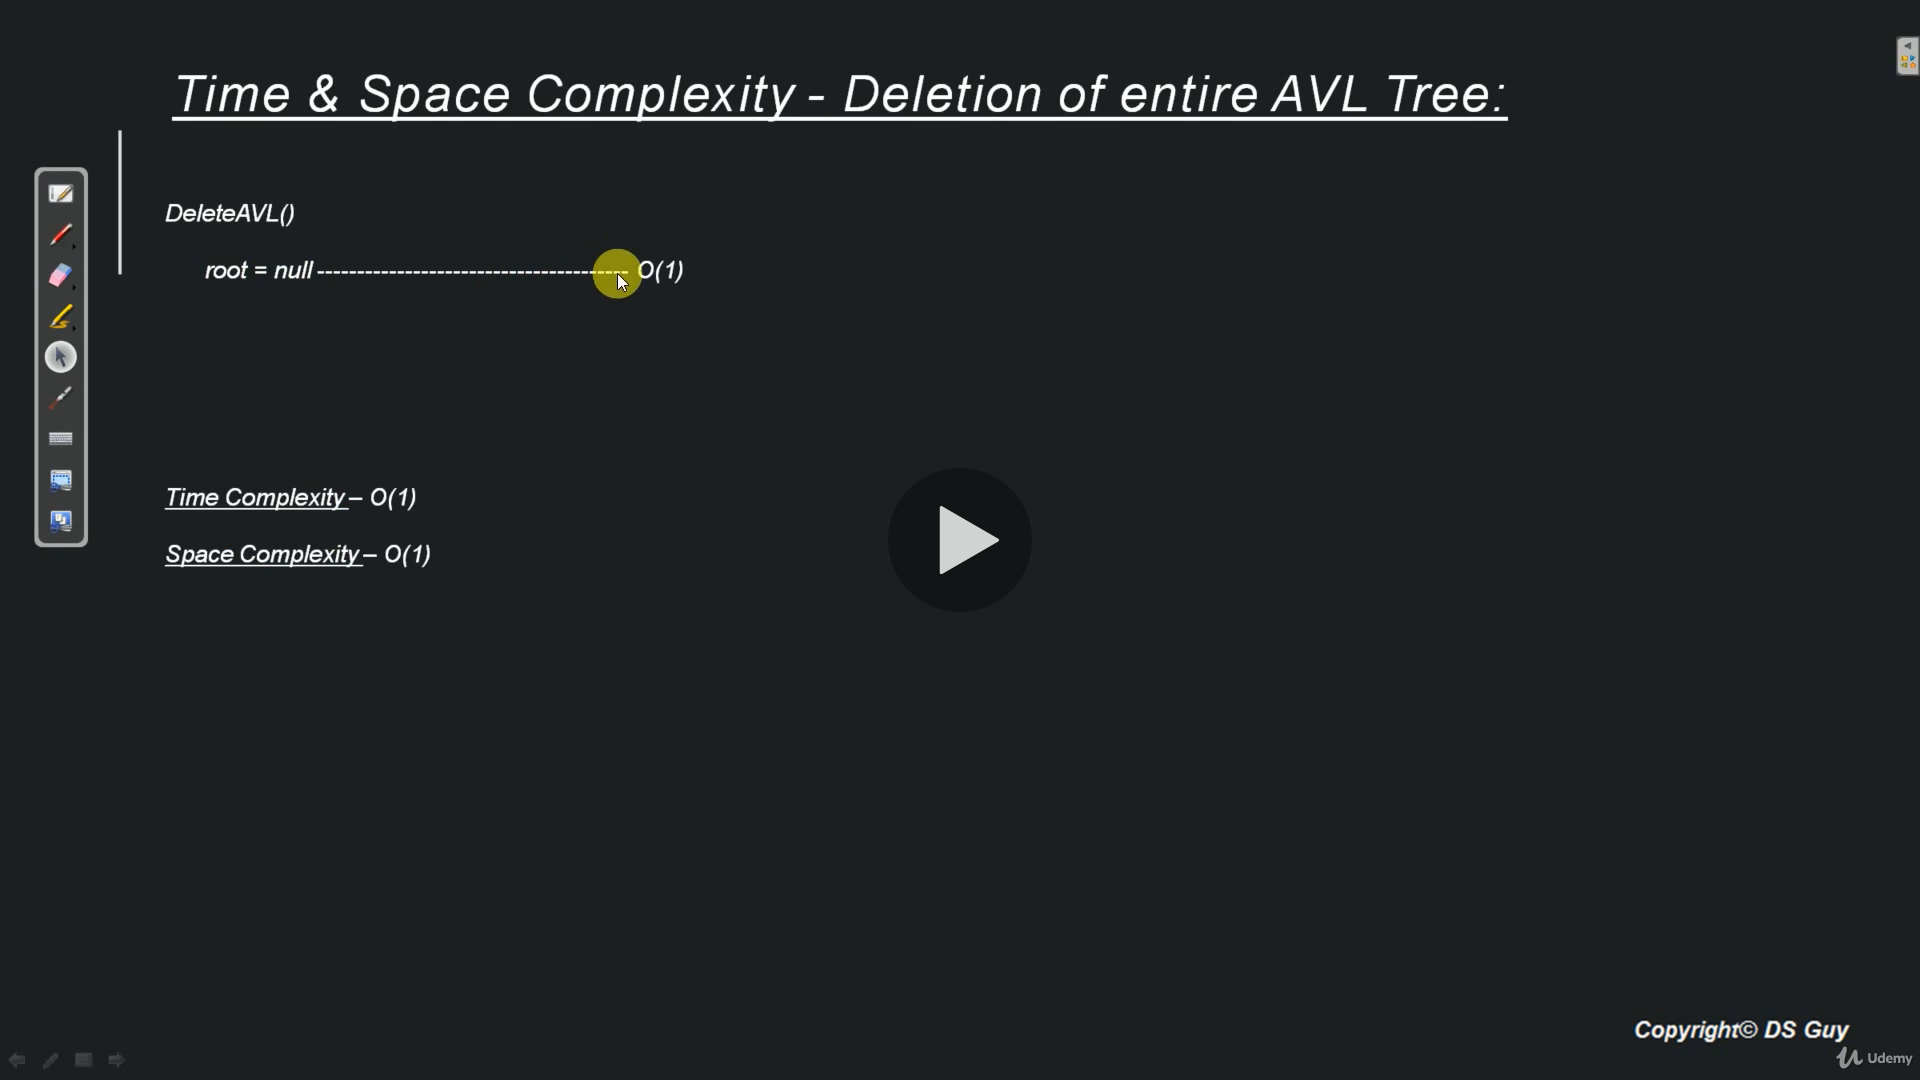 Time & Space Complexity - Deletion of entire AVL Tree:
DeleteAVL()
root = null --------------------------------------- O(1)
Time Complexity – O(1)
Space Complexity – O(1)
Copyright© DS Guy
Udemy